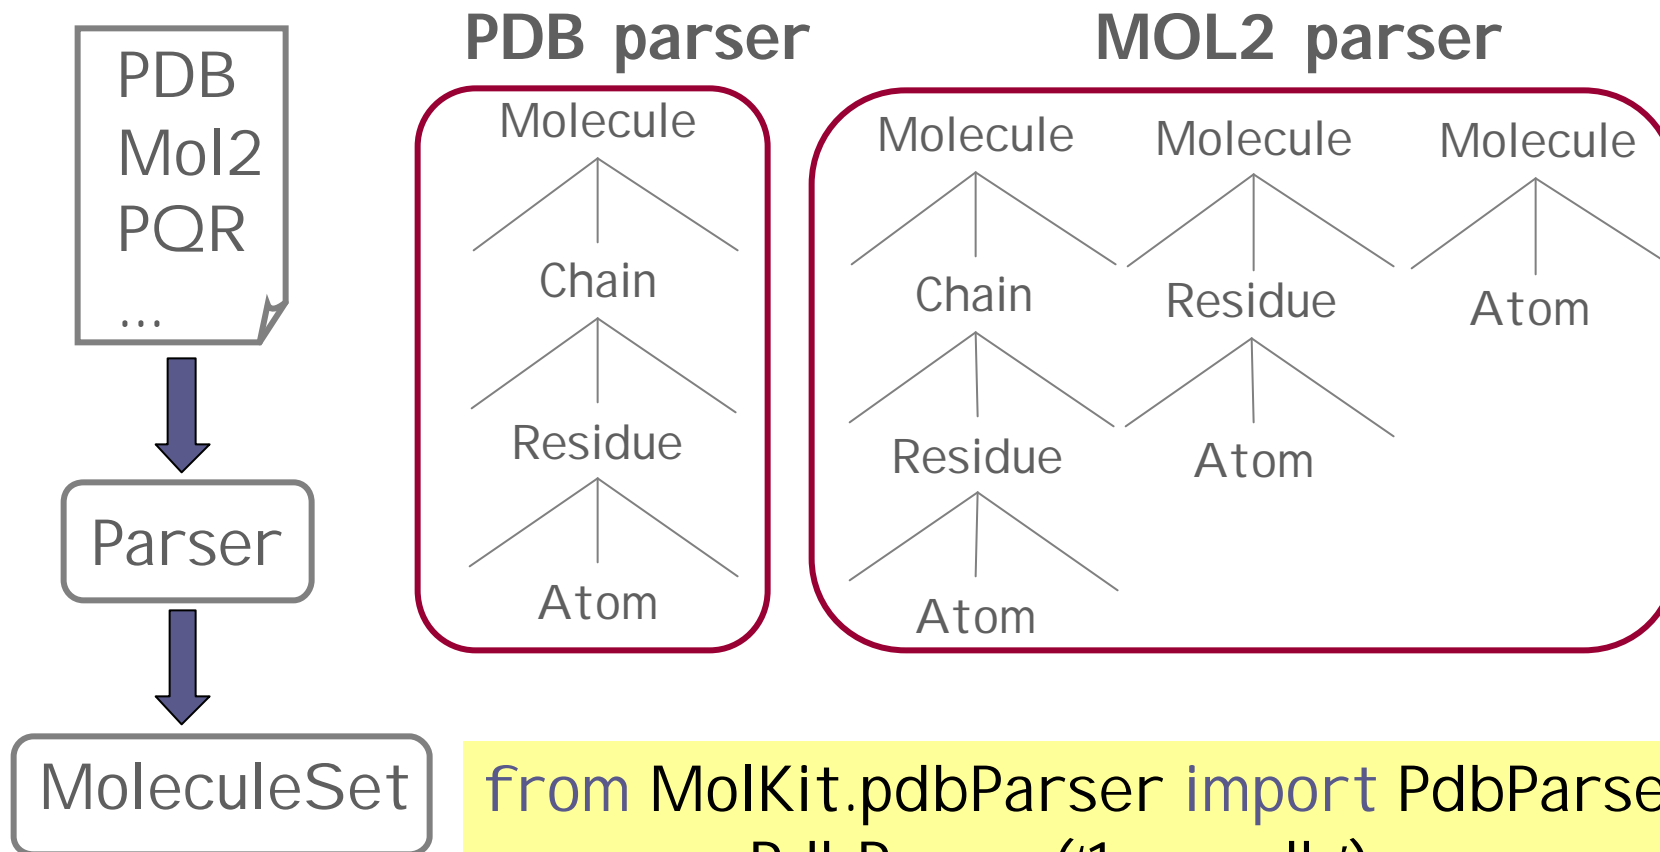 PDB
Mol2
PQR
...
Parser
MoleculeSet
PDB parser
Molecule
Chain
Residue
Atom
MOL2 parser
Molecule Molecule Molecule
Chain Residue Atom
Residue Atom
Atom
from MolKit.pdbParser import PdbParse